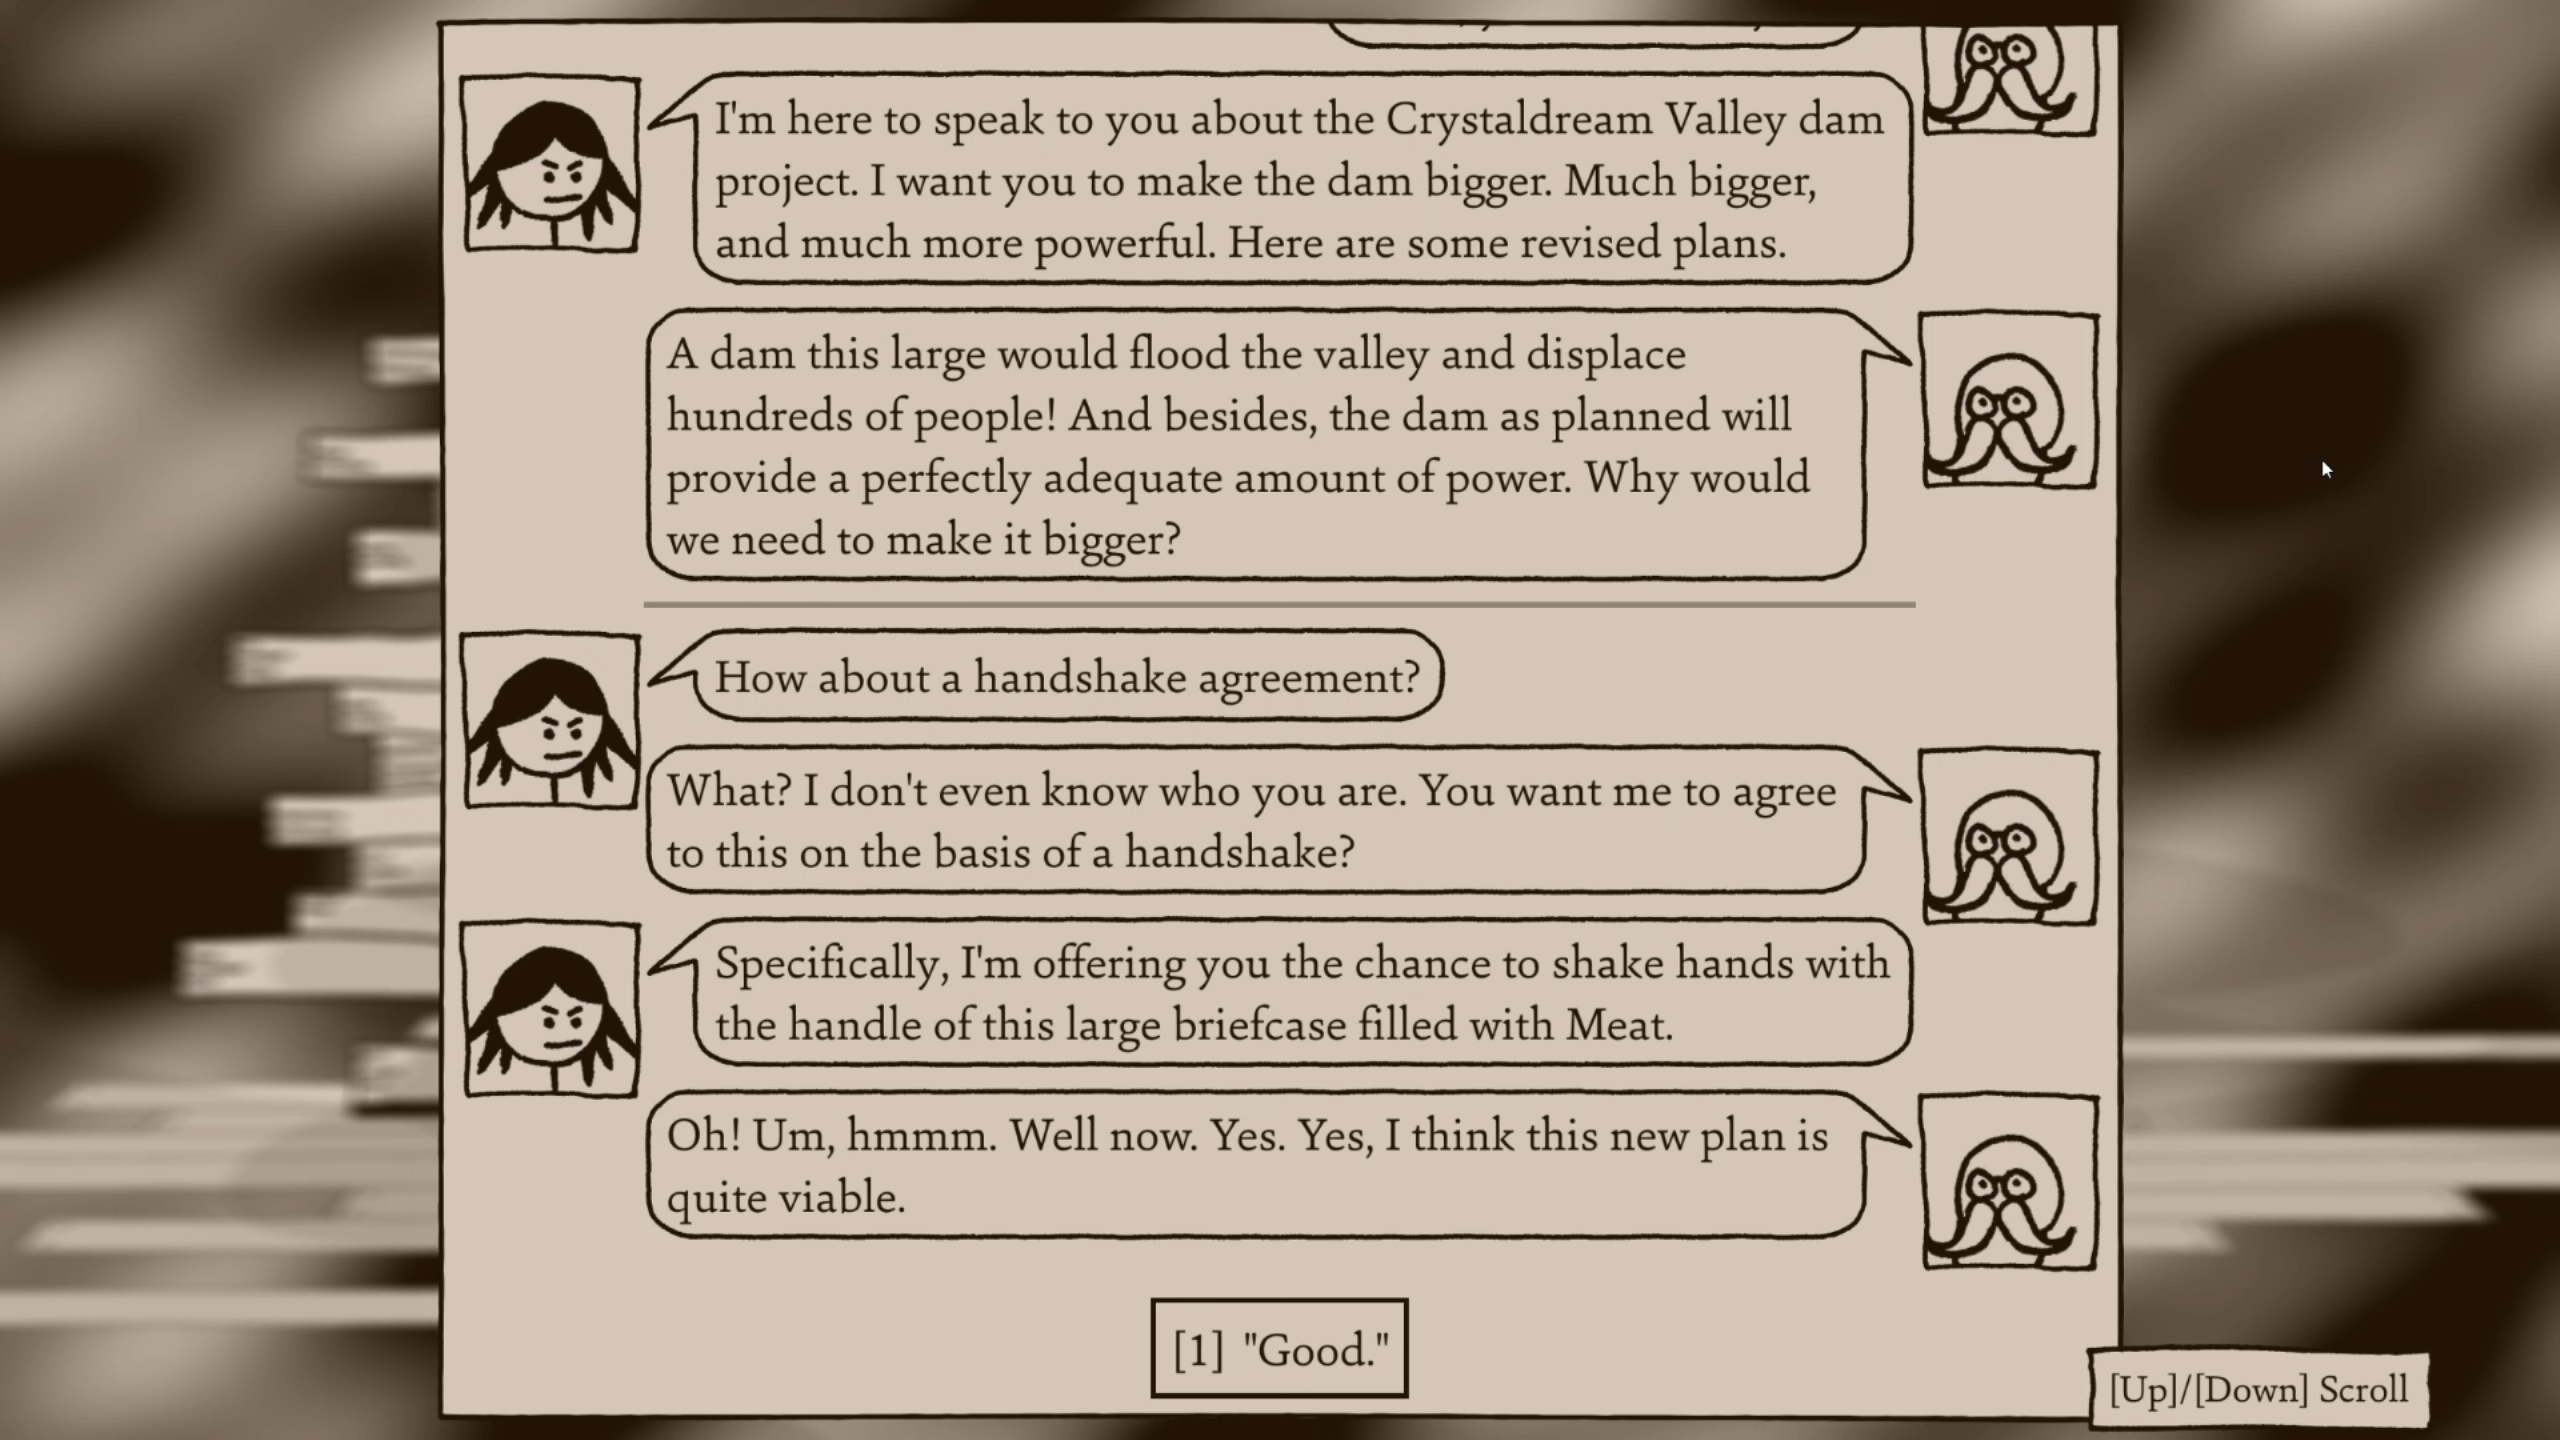 I'm here to speak to you about the Crystaldream Valley dam
project. I want you to make the dam bigger. Much bigger,
and much more powerful. Here are some revised plans.
A dam this large would flood the valley and displace
hundreds of people! And besides, the dam as planned will
provide a perfectly adequate amount of power. Why would
we need to make it bigger?
How about a handshake agreement?
What? I don't even know who you are. You want me to agree
to this on the basis of a handshake?
Specifically, I'm offering you the chance to shake hands with
the handle of this large briefcase filled with Meat.
Oh! Um, hmmm. Well now. Yes. Yes, I think this new plan is
quite viable.
[1] "Good."
[Up]/[Down] Scroll